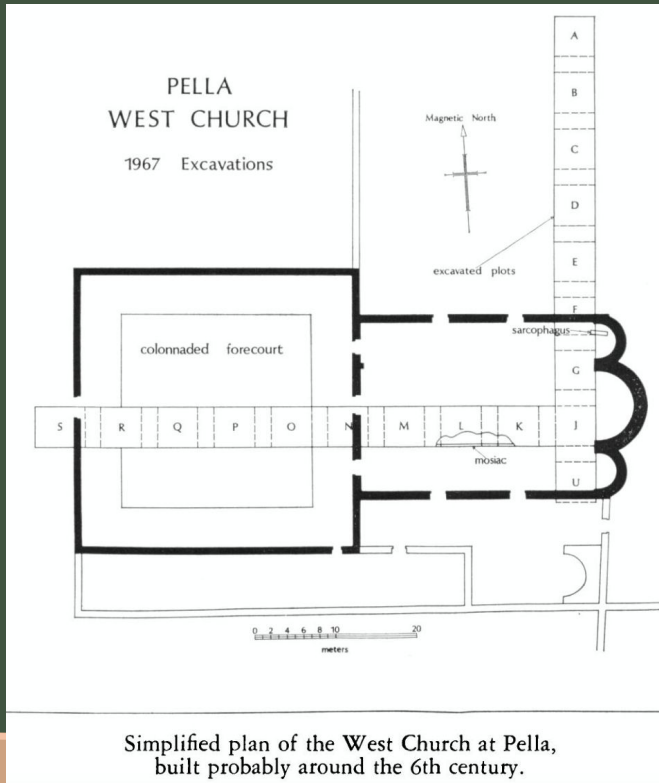 PELLA
WEST CHURCH
1967 Excavations
Magnetic North
A
B
C
D
E
excavated plots
F
sarcophagus
colonnaded forecourt
G
S R Q P O N M L K J
mosiac
U
0 2 4 6 8 10 20
meters
Simplified plan of the West Church at Pella,
built probably around the 6th century.